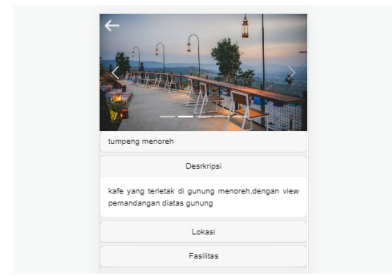 tumpeng menoreh
Desrkripsi
kafe yang terletak di gunung menoreh,dengan view
pemandangan diatas gunung
Lokasi
Fasilitas